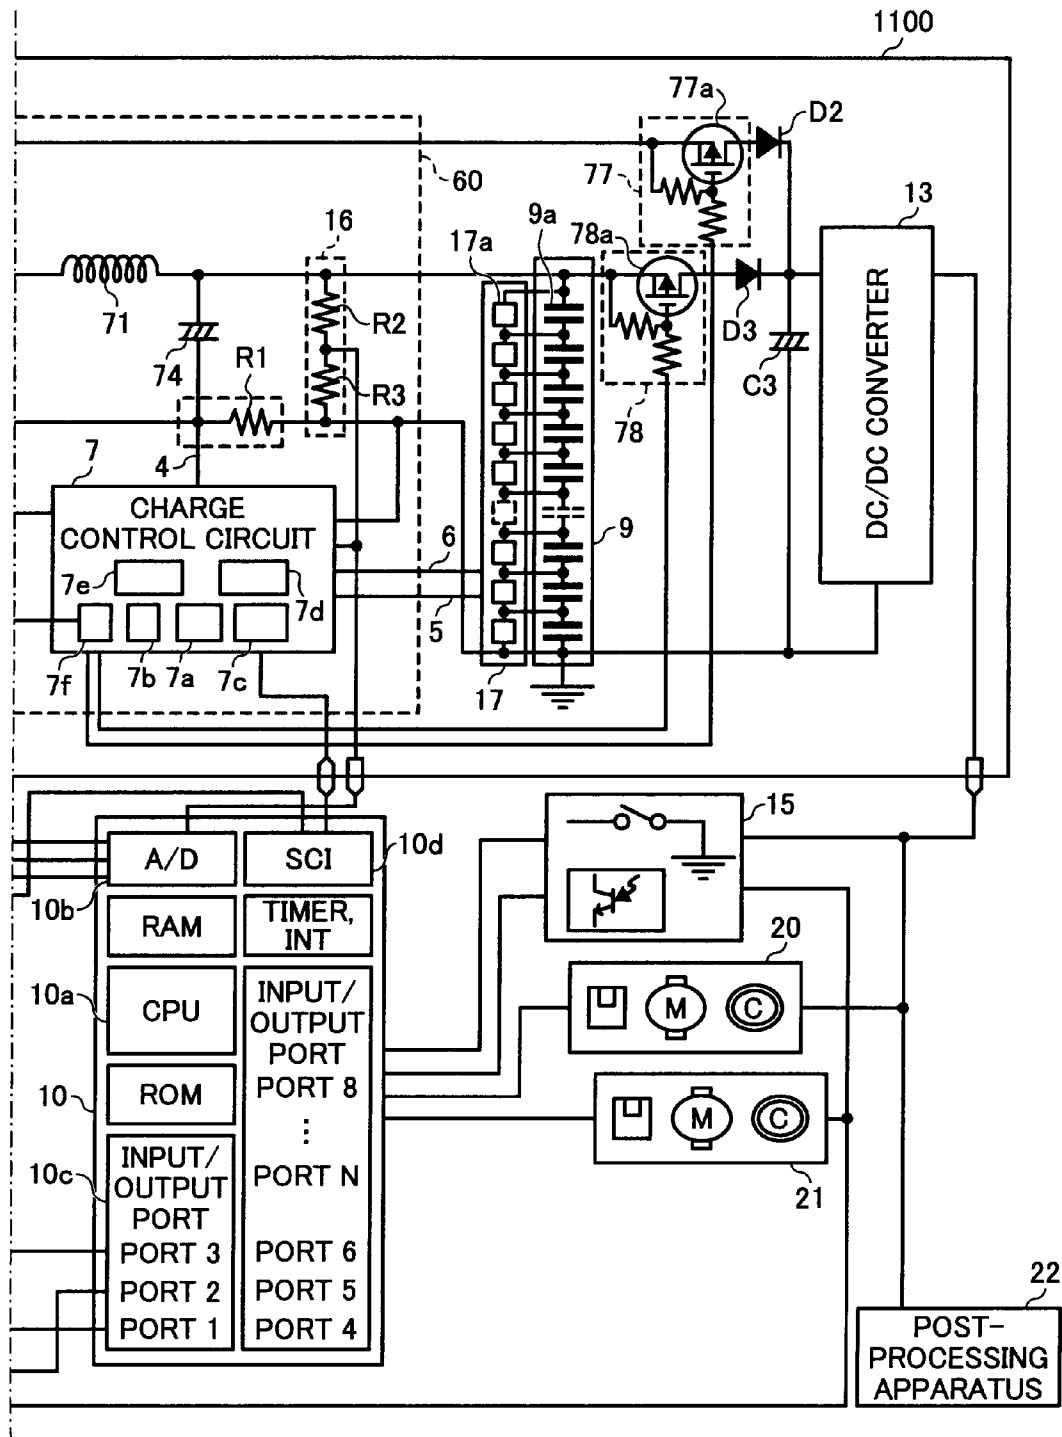 1100
77a
D2
60
77
13
16
9a
78a
17a
71
R2
D3
74
R1
C3
R3
78
DC/DC CONVERTER
4
7
CHARGE
CONTROL CIRCUIT
6
9
7e
7d
5
7f
7b
7a
7c
17
15
A/D
SCI
10d
10b
RAM
TIMER,
INT
20
10a
CPU
INPUT/
OUTPUT
PORT
M
C
10
ROM
PORT 8
M
C
10c
INPUT/
OUTPUT
PORT
PORT N
21
PORT 3
PORT 6
PORT 2
PORT 5
22
PORT 1
PORT 4
POST-
PROCESSING
APPARATUS